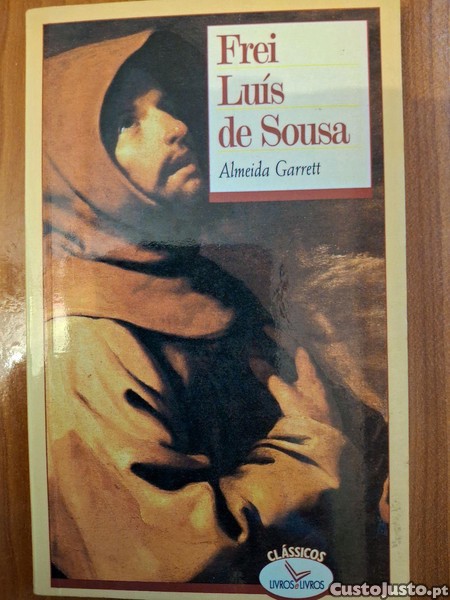 Frei
Luís
de Sousa
Almeida Garrett
CLÁSSICOS
LIVROS e LIVROS
CustoJusto.pt